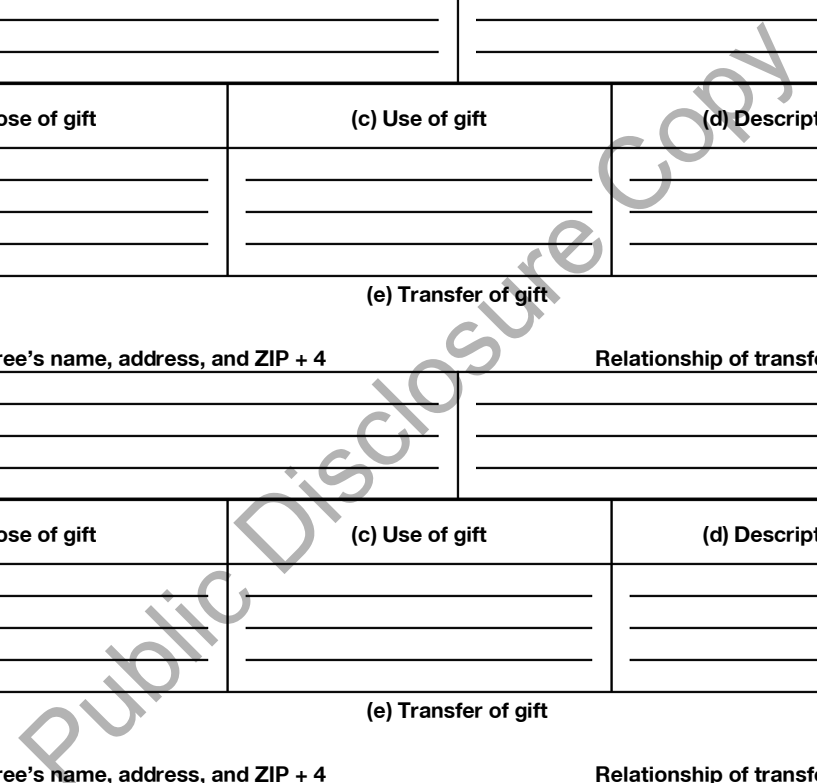 ose of gift (c) Use of gift (d) Descript
(e) Transfer of gift
ree’s name, address, and ZIP + 4 Relationship of transfe
ose of gift (c) Use of gift (d) Descript
(e) Transfer of gift
ree’s name, address, and ZIP + 4 Relationship of transfe
Public Disclosure Copy